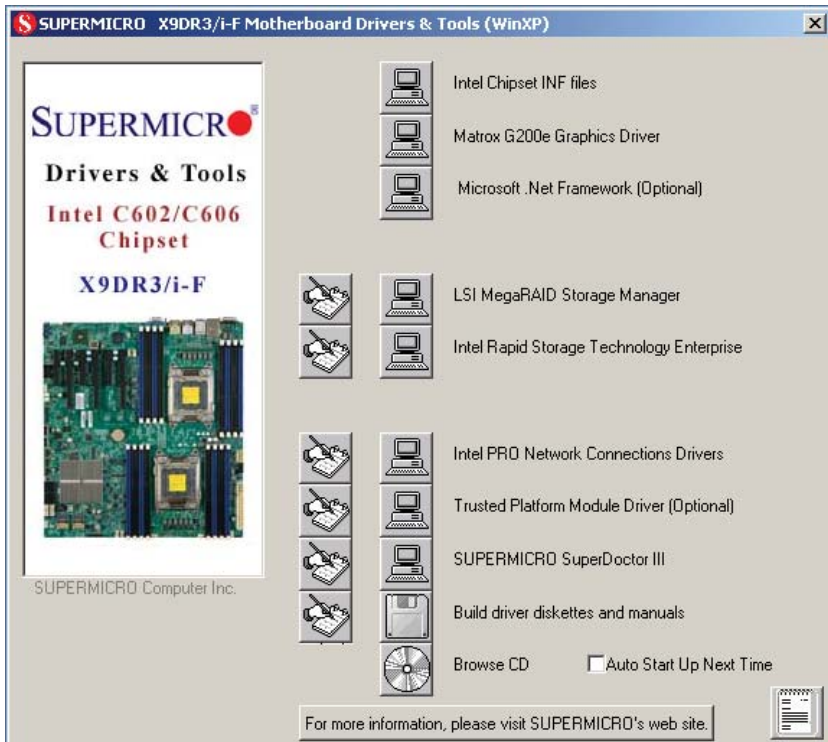 SUPERMICRO X9DR3/i-F Motherboard Drivers & Tools (WinXP)
SUPERMICRO®
Drivers & Tools
Intel C602/C606
Chipset
X9DR3/i-F
SUPERMICRO Computer Inc.
Intel Chipset INF files
Matrox G200e Graphics Driver
Microsoft .Net Framework (Optional)
LSI MegaRAID Storage Manager
Intel Rapid Storage Technology Enterprise
Intel PRO Network Connections Drivers
Trusted Platform Module Driver (Optional)
SUPERMICRO SuperDoctor III
Build driver diskettes and manuals
Browse CD Auto Start Up Next Time
For more information, please visit SUPERMICRO's web site.